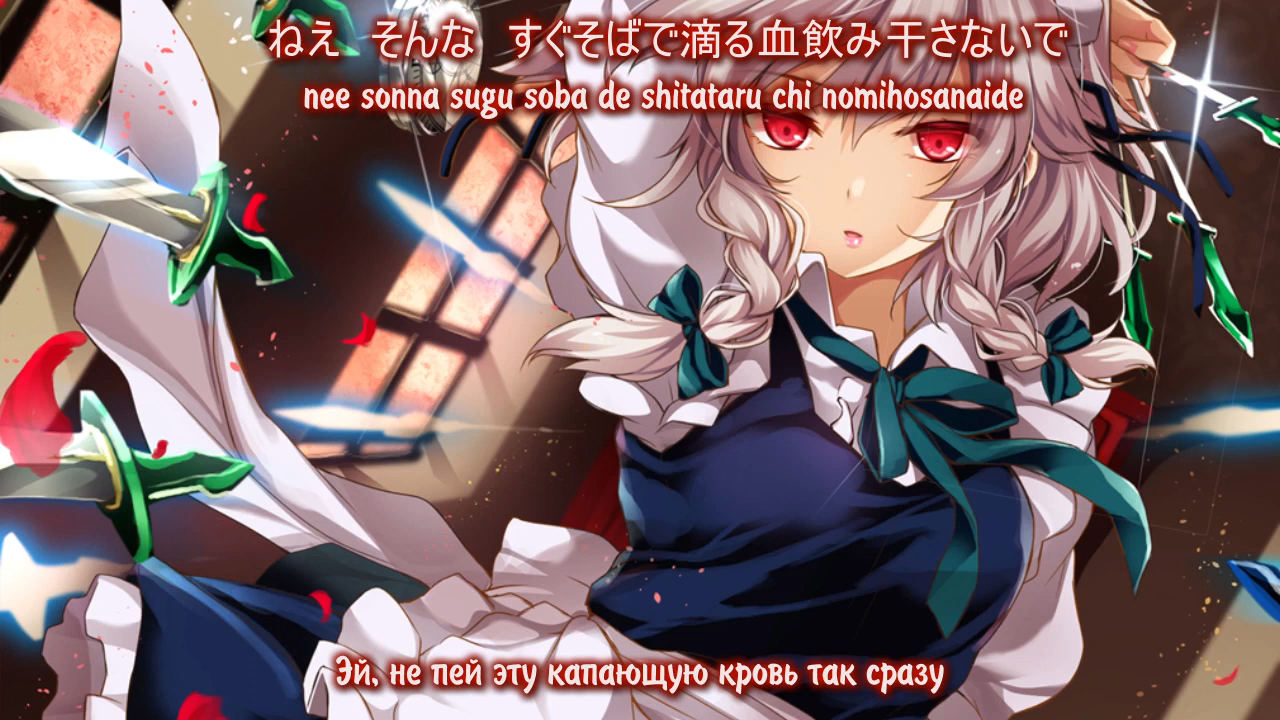 ねえ　そんな　すぐそばで滴る血飲み干さないで
nee sonna sugu soba de shitataru chi nomihosanaide
Эй, не пей эту капающую кровь так сразу